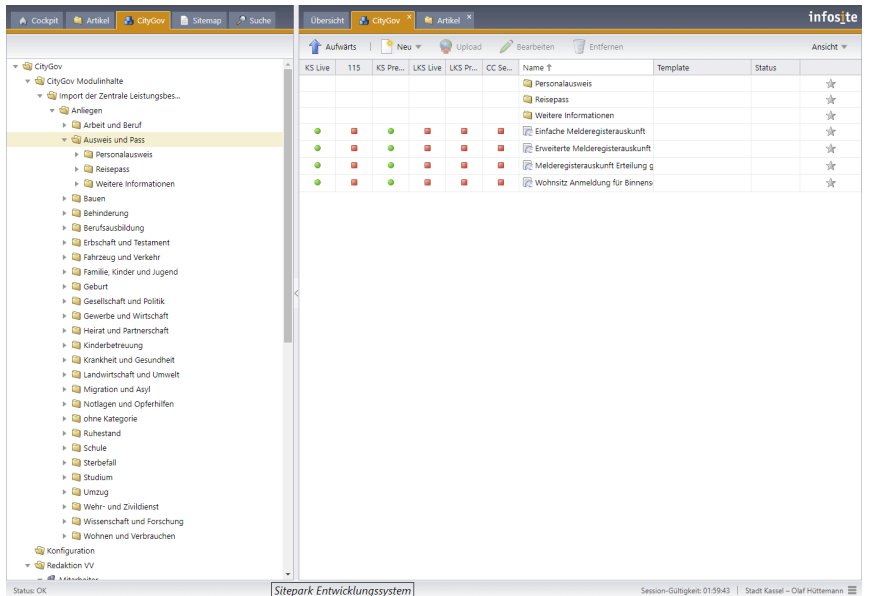 Cockpit Artikel CityGov Sitemap Suche
Übersicht CityGov × Artikel × infosite
Aufwärts | Neu Upload Bearbeiten Entfernen Ansicht
KS Live 115 KS Pre... LKS Live LKS Pr... CC Se... Name Template Status
Personalausweis
Reisepass
Weitere Informationen
Einfache Melderegisterauskunft
Erweiterte Melderegisterauskunft
Melderegisterauskunft Erteilung g
Wohnsitz Anmeldung für Binnens
CityGov
CityGov Modulinhalte
Import der Zentrale Leistungsbes...
Anliegen
Arbeit und Beruf
Ausweis und Pass
Personalausweis
Reisepass
Weitere Informationen
Bauen
Behinderung
Berufsausbildung
Erbschaft und Testament
Fahrzeug und Verkehr
Familie, Kinder und Jugend
Geburt
Gesellschaft und Politik
Gewerbe und Wirtschaft
Heirat und Partnerschaft
Kinderbetreuung
Krankheit und Gesundheit
Landwirtschaft und Umwelt
Migration und Asyl
Notlagen und Opferhilfen
ohne Kategorie
Ruhestand
Schule
Sterbefall
Studium
Umzug
Wehr- und Zivildienst
Wissenschaft und Forschung
Wohnen und Verbrauchen
Konfiguration
Redaktion VV
Mitarbeiter
Status: OK
Sitepark Entwicklungssystem
Session-Gültigkeit: 01:59:43 | Stadt Kassel – Olaf Hüttemann